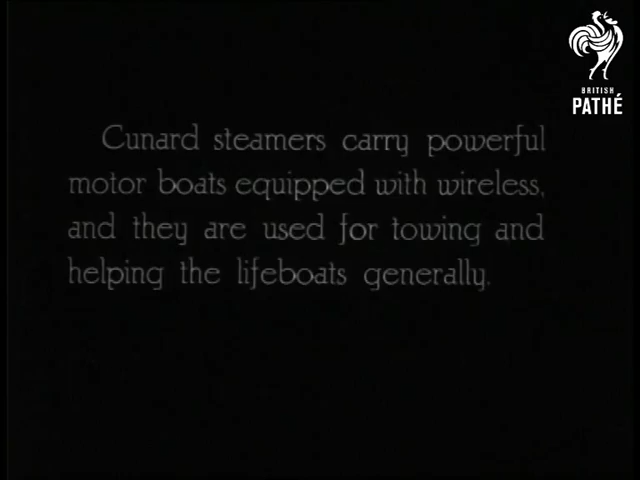 BRITISH
PATHÉ
Cunard steamers carry powerful
motor boats equipped with wireless,
and they are used for towing and
helping the lifeboats generally.